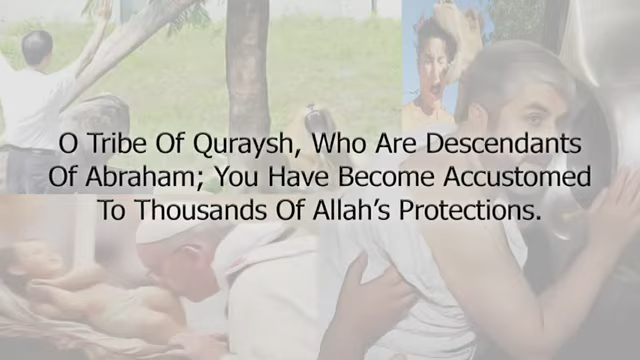 O Tribe Of Quraysh, Who Are Descendants
Of Abraham; You Have Become Accustomed
To Thousands Of Allah's Protections.